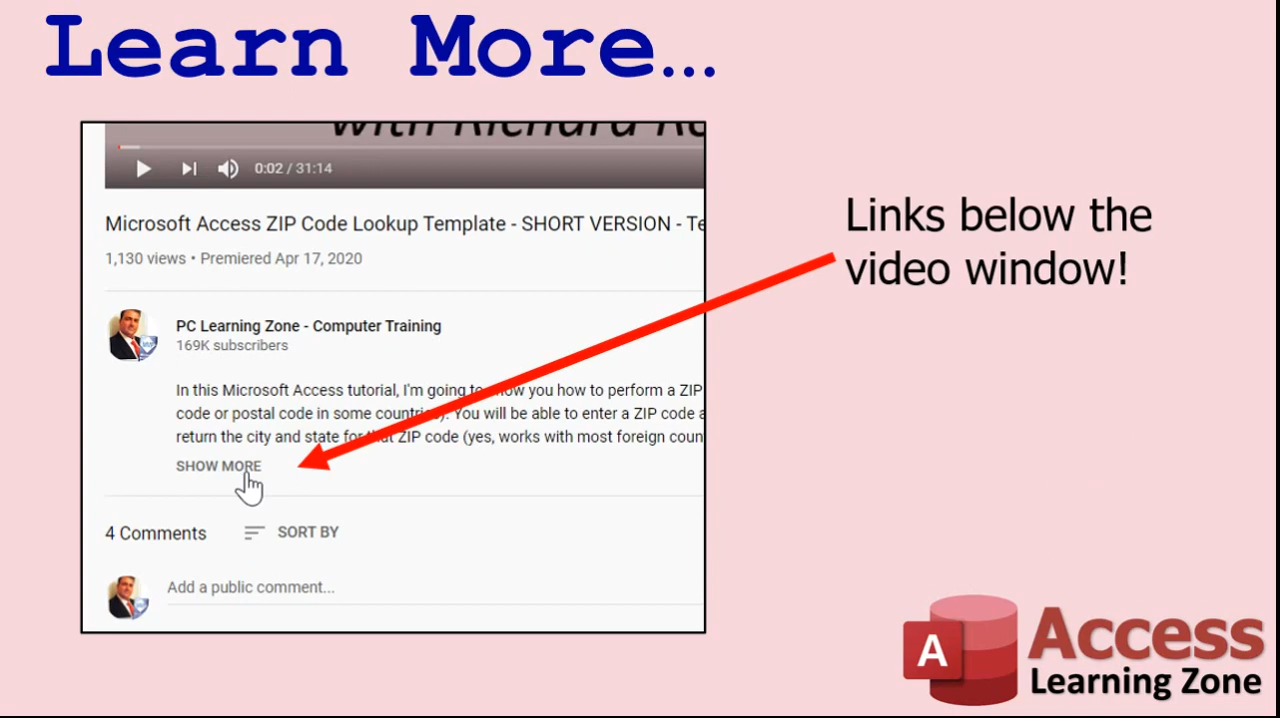 Learn More...
with Richard
0:02 / 31:14
Microsoft Access ZIP Code Lookup Template - SHORT VERSION -
1,130 views • Premiered Apr 17, 2020
PC Learning Zone - Computer Training
169K subscribers
In this Microsoft Access tutorial, I'm going to show you how to perform a ZIP
code or postal code in some countries). You will be able to enter a ZIP code
return the city and state for that ZIP code (yes, works with most foreign
SHOW MORE
4 Comments
SORT BY
Add a public comment...
Links below the
video window!
A
Access
Learning Zone